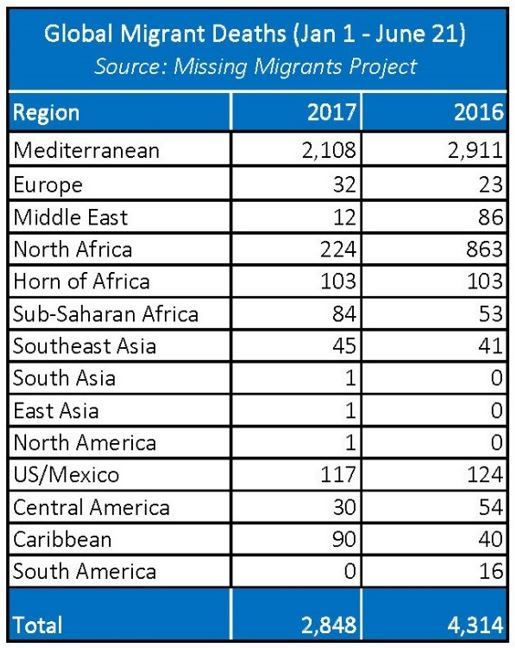 Global Migrant Deaths (Jan 1 - June 21)
Source: Missing Migrants Project
Region 2017 2016
Mediterranean 2,108 2,911
Europe 32 23
Middle East 12 86
North Africa 224 863
Horn of Africa 103 103
Sub-Saharan Africa 84 53
Southeast Asia 45 41
South Asia 1 0
East Asia 1 0
North America 1 0
US/Mexico 117 124
Central America 30 54
Caribbean 90 40
South America 0 16
Total 2,848 4,314